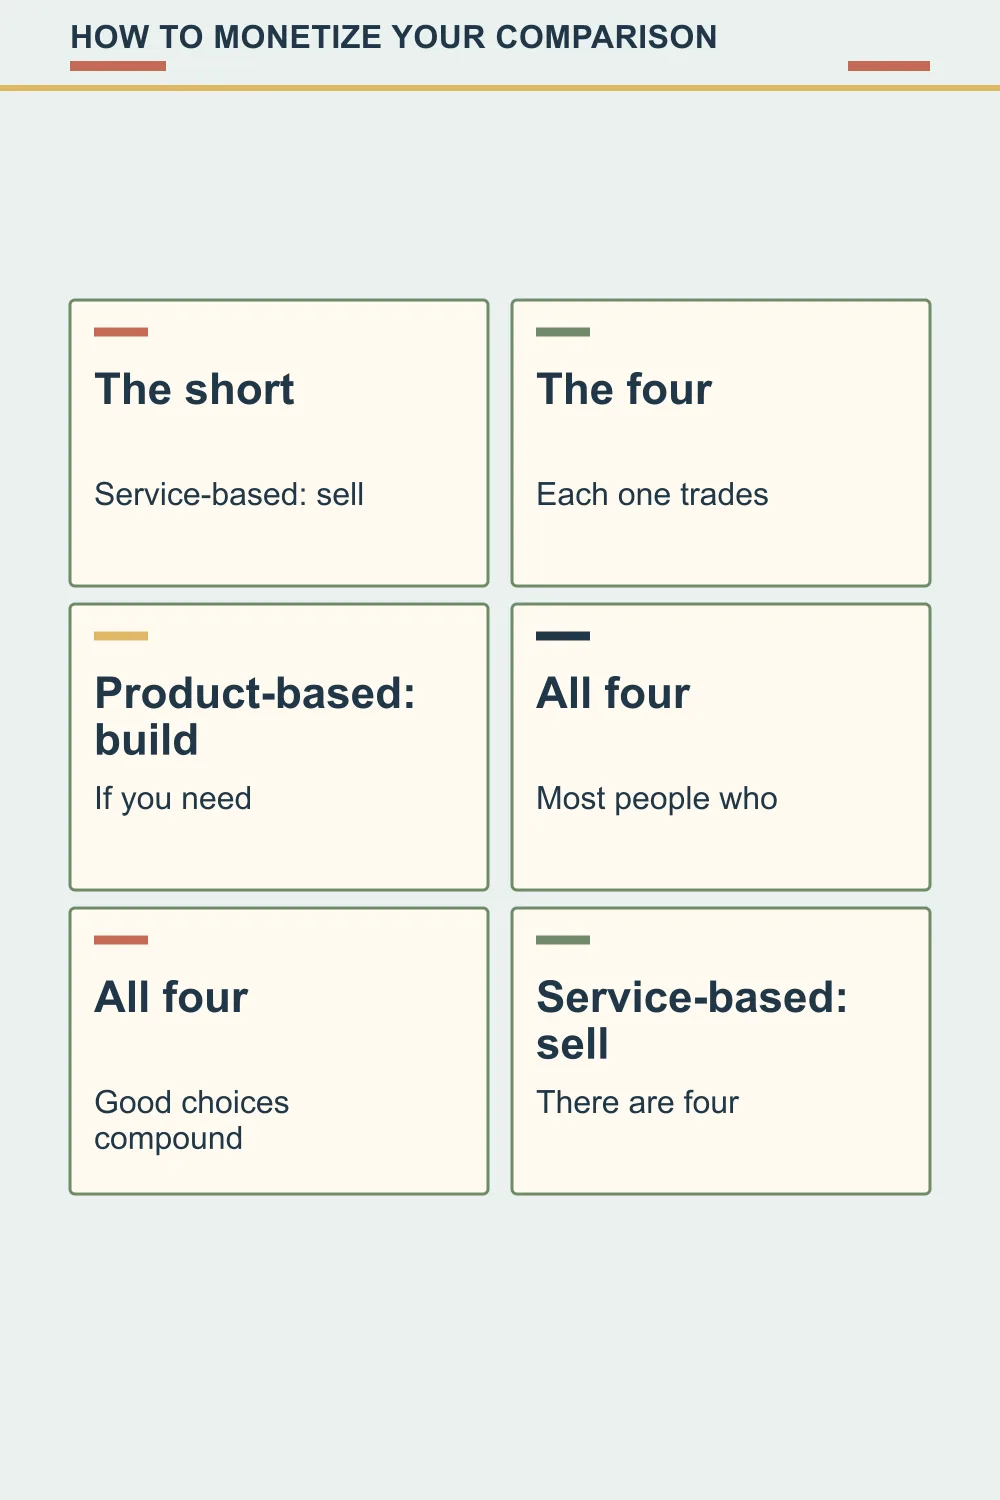 HOW TO MONETIZE YOUR COMPARISON
The short
Service-based: sell
The four
Each one trades
Product-based:
build
If you need
All four
Most people who
All four
Good choices
compound
Service-based:
sell
There are four